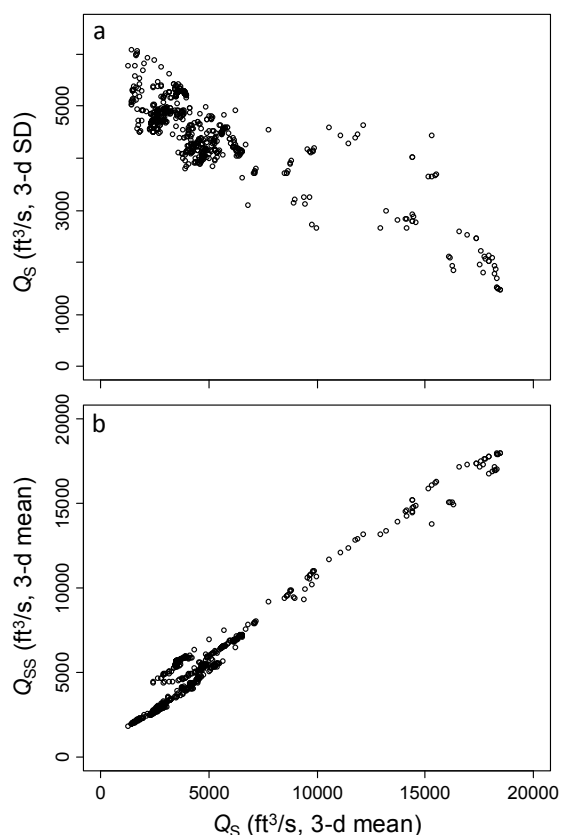 a
Q_S (ft³/s, 3-d SD)
5000
3000
1000
0
b
Q_SS (ft³/s, 3-d mean)
20000
15000
10000
5000
0
0 5000 10000 15000 20000
Q_S (ft³/s, 3-d mean)